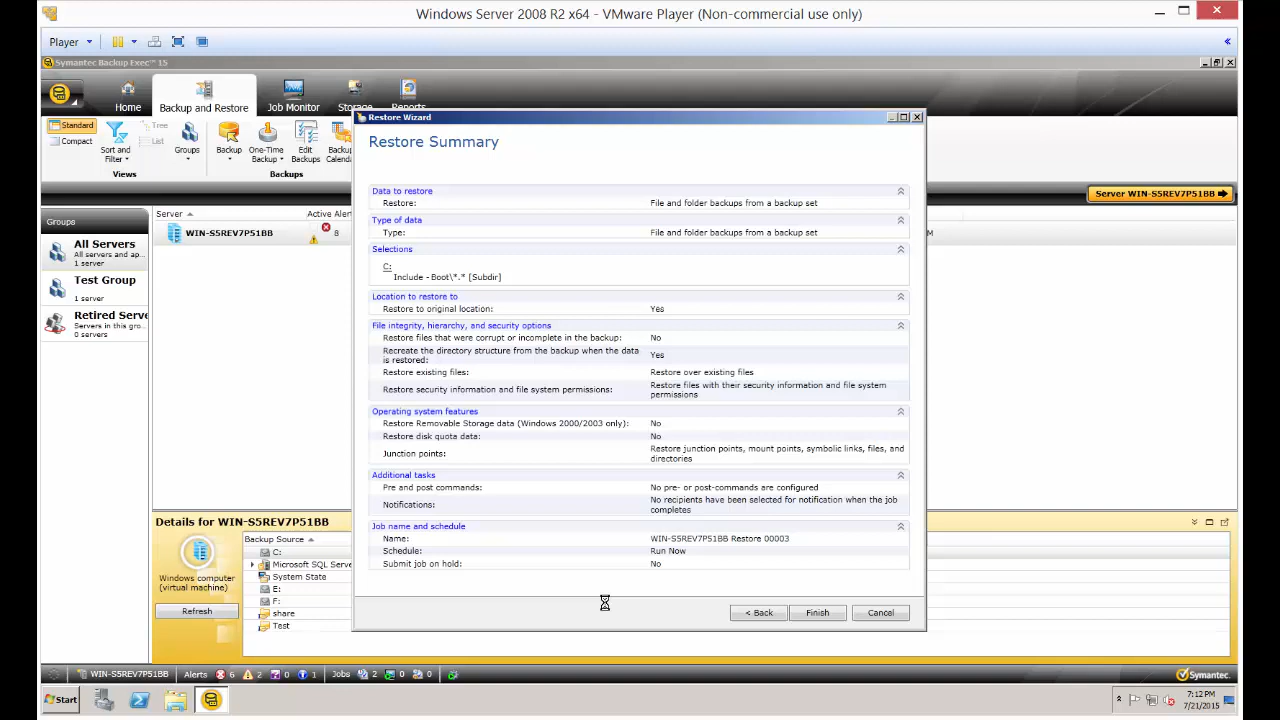 Windows Server 2008 R2 x64 - VMware Player (Non-commercial use only)
Player
Symantec Backup Exec™ 15
Home
Backup and Restore
Job Monitor
Storage
Reports
Standard
Compact
Sort and Filter
Tree
List
Groups
Views
Backup
One-Time Backup
Edit Backups
Backup Calenda
Backups
Server WIN-S5REV7P51BB
Groups
All Servers
All servers and ap...
1 server
Test Group
1 server
Retired Serve
Servers in this gro...
0 servers
Server
Active Aler
WIN-S5REV7P51BB
8
M
Restore Wizard
Restore Summary
Data to restore
Restore: File and folder backups from a backup set
Type of data
Type: File and folder backups from a backup set
Selections
C:
Include - Boot\*.* [Subdir]
Location to restore to
Restore to original location: Yes
File integrity, hierarchy, and security options
Restore files that were corrupt or incomplete in the backup: No
Recreate the directory structure from the backup when the data is restored: Yes
Restore existing files: Restore over existing files
Restore security information and file system permissions: Restore files with their security information and file system permissions
Operating system features
Restore Removable Storage data (Windows 2000/2003 only): No
Restore disk quota data: No
Junction points: Restore junction points, mount points, symbolic links, files, and directories
Additional tasks
Pre and post commands: No pre- or post-commands are configured
Notifications: No recipients have been selected for notification when the job completes
Job name and schedule
Name: WIN-S5REV7P51BB Restore 00003
Schedule: Run Now
Submit job on hold: No
< Back
Finish
Cancel
Details for WIN-S5REV7P51BB
Windows computer
(virtual machine)
Refresh
Backup Source
C:
Microsoft SQL Serve
System State
E:
F:
share
Test
WIN-S5REV7P51BB Alerts 6 2 0 1 Jobs 2 0 0
Symantec.
Start
7:12 PM
7/21/2015